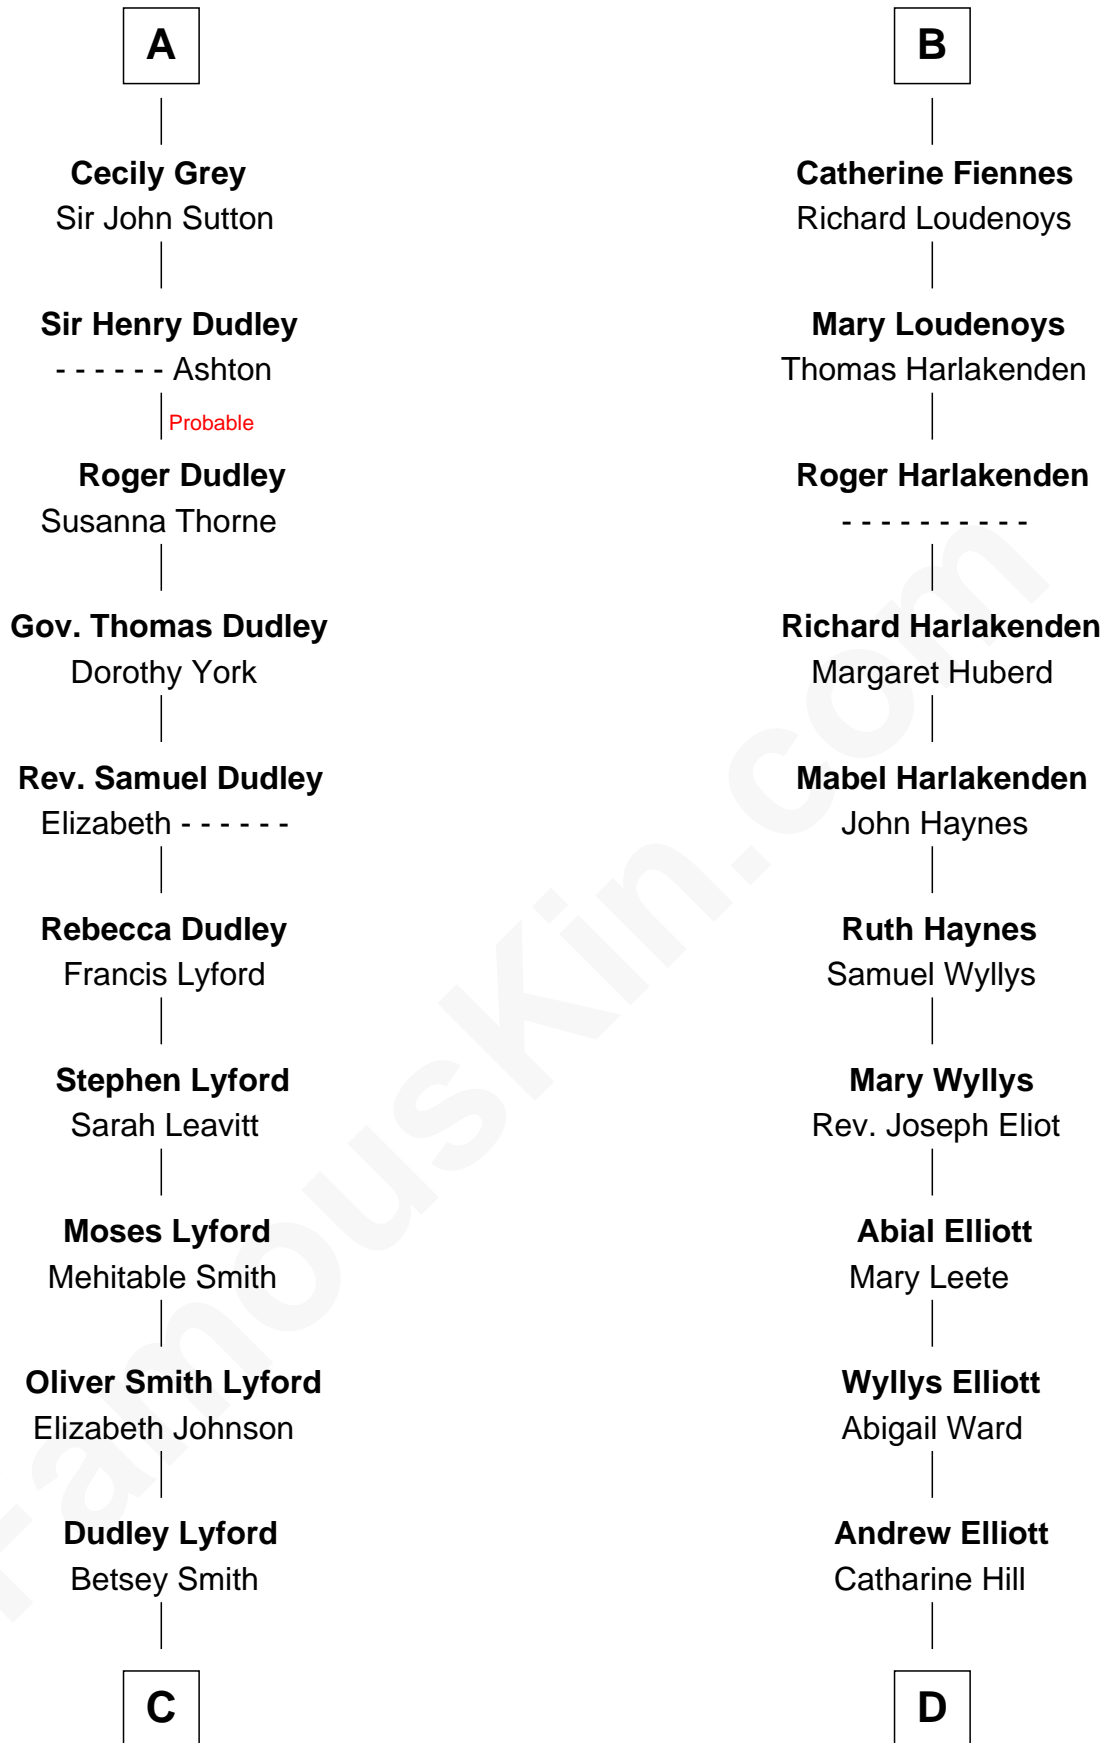 A
Cecily Grey
Sir John Sutton
Sir Henry Dudley
- - - - - - Ashton
Probable
Roger Dudley
Susanna Thorne
Gov. Thomas Dudley
Dorothy York
Rev. Samuel Dudley
Elizabeth - - - - - -
Rebecca Dudley
Francis Lyford
Stephen Lyford
Sarah Leavitt
Moses Lyford
Mehitable Smith
Oliver Smith Lyford
Elizabeth Johnson
Dudley Lyford
Betsey Smith
C
B
Catherine Fiennes
Richard Loudenoys
Mary Loudenoys
Thomas Harlakenden
Roger Harlakenden
- - - - - - - - - -
Richard Harlakenden
Margaret Huberd
Mabel Harlakenden
John Haynes
Ruth Haynes
Samuel Wyllys
Mary Wyllys
Rev. Joseph Eliot
Abial Elliott
Mary Leete
Wyllys Elliott
Abigail Ward
Andrew Elliott
Catharine Hill
D
FamousKin.com